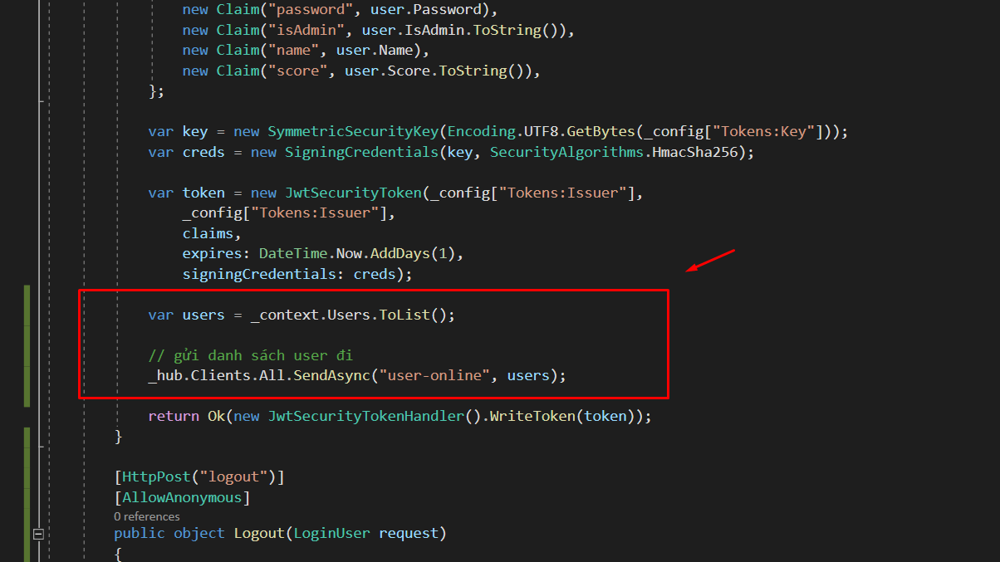 new Claim("password", user.Password),
new Claim("isAdmin", user.IsAdmin.ToString()),
new Claim("name", user.Name),
new Claim("score", user.Score.ToString()),
};
var key = new SymmetricSecurityKey(Encoding.UTF8.GetBytes(_config["Tokens:Key"]));
var creds = new SigningCredentials(key, SecurityAlgorithms.HmacSha256);
var token = new JwtSecurityToken(_config["Tokens:Issuer"],
_config["Tokens:Issuer"],
claims,
expires: DateTime.Now.AddDays(1),
signingCredentials: creds);
var users = _context.Users.ToList();
// gửi danh sách user đi
_hub.Clients.All.SendAsync("user-online", users);
return Ok(new JwtSecurityTokenHandler().WriteToken(token));
}
[HttpPost("logout")]
[AllowAnonymous]
0 references
public object Logout(LoginUser request)
{